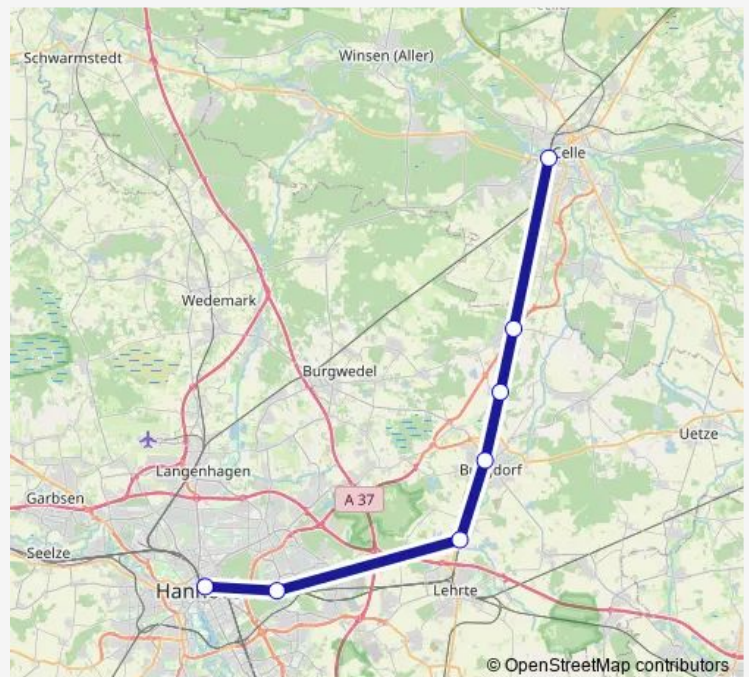 Schwarmstedt
Winsen (Aller)
Celle
Wedemark
Burgwedel
Uetze
Langenhagen
Garbsen
A 37
Seelze
Lehrte
© OpenStreetMap contributors